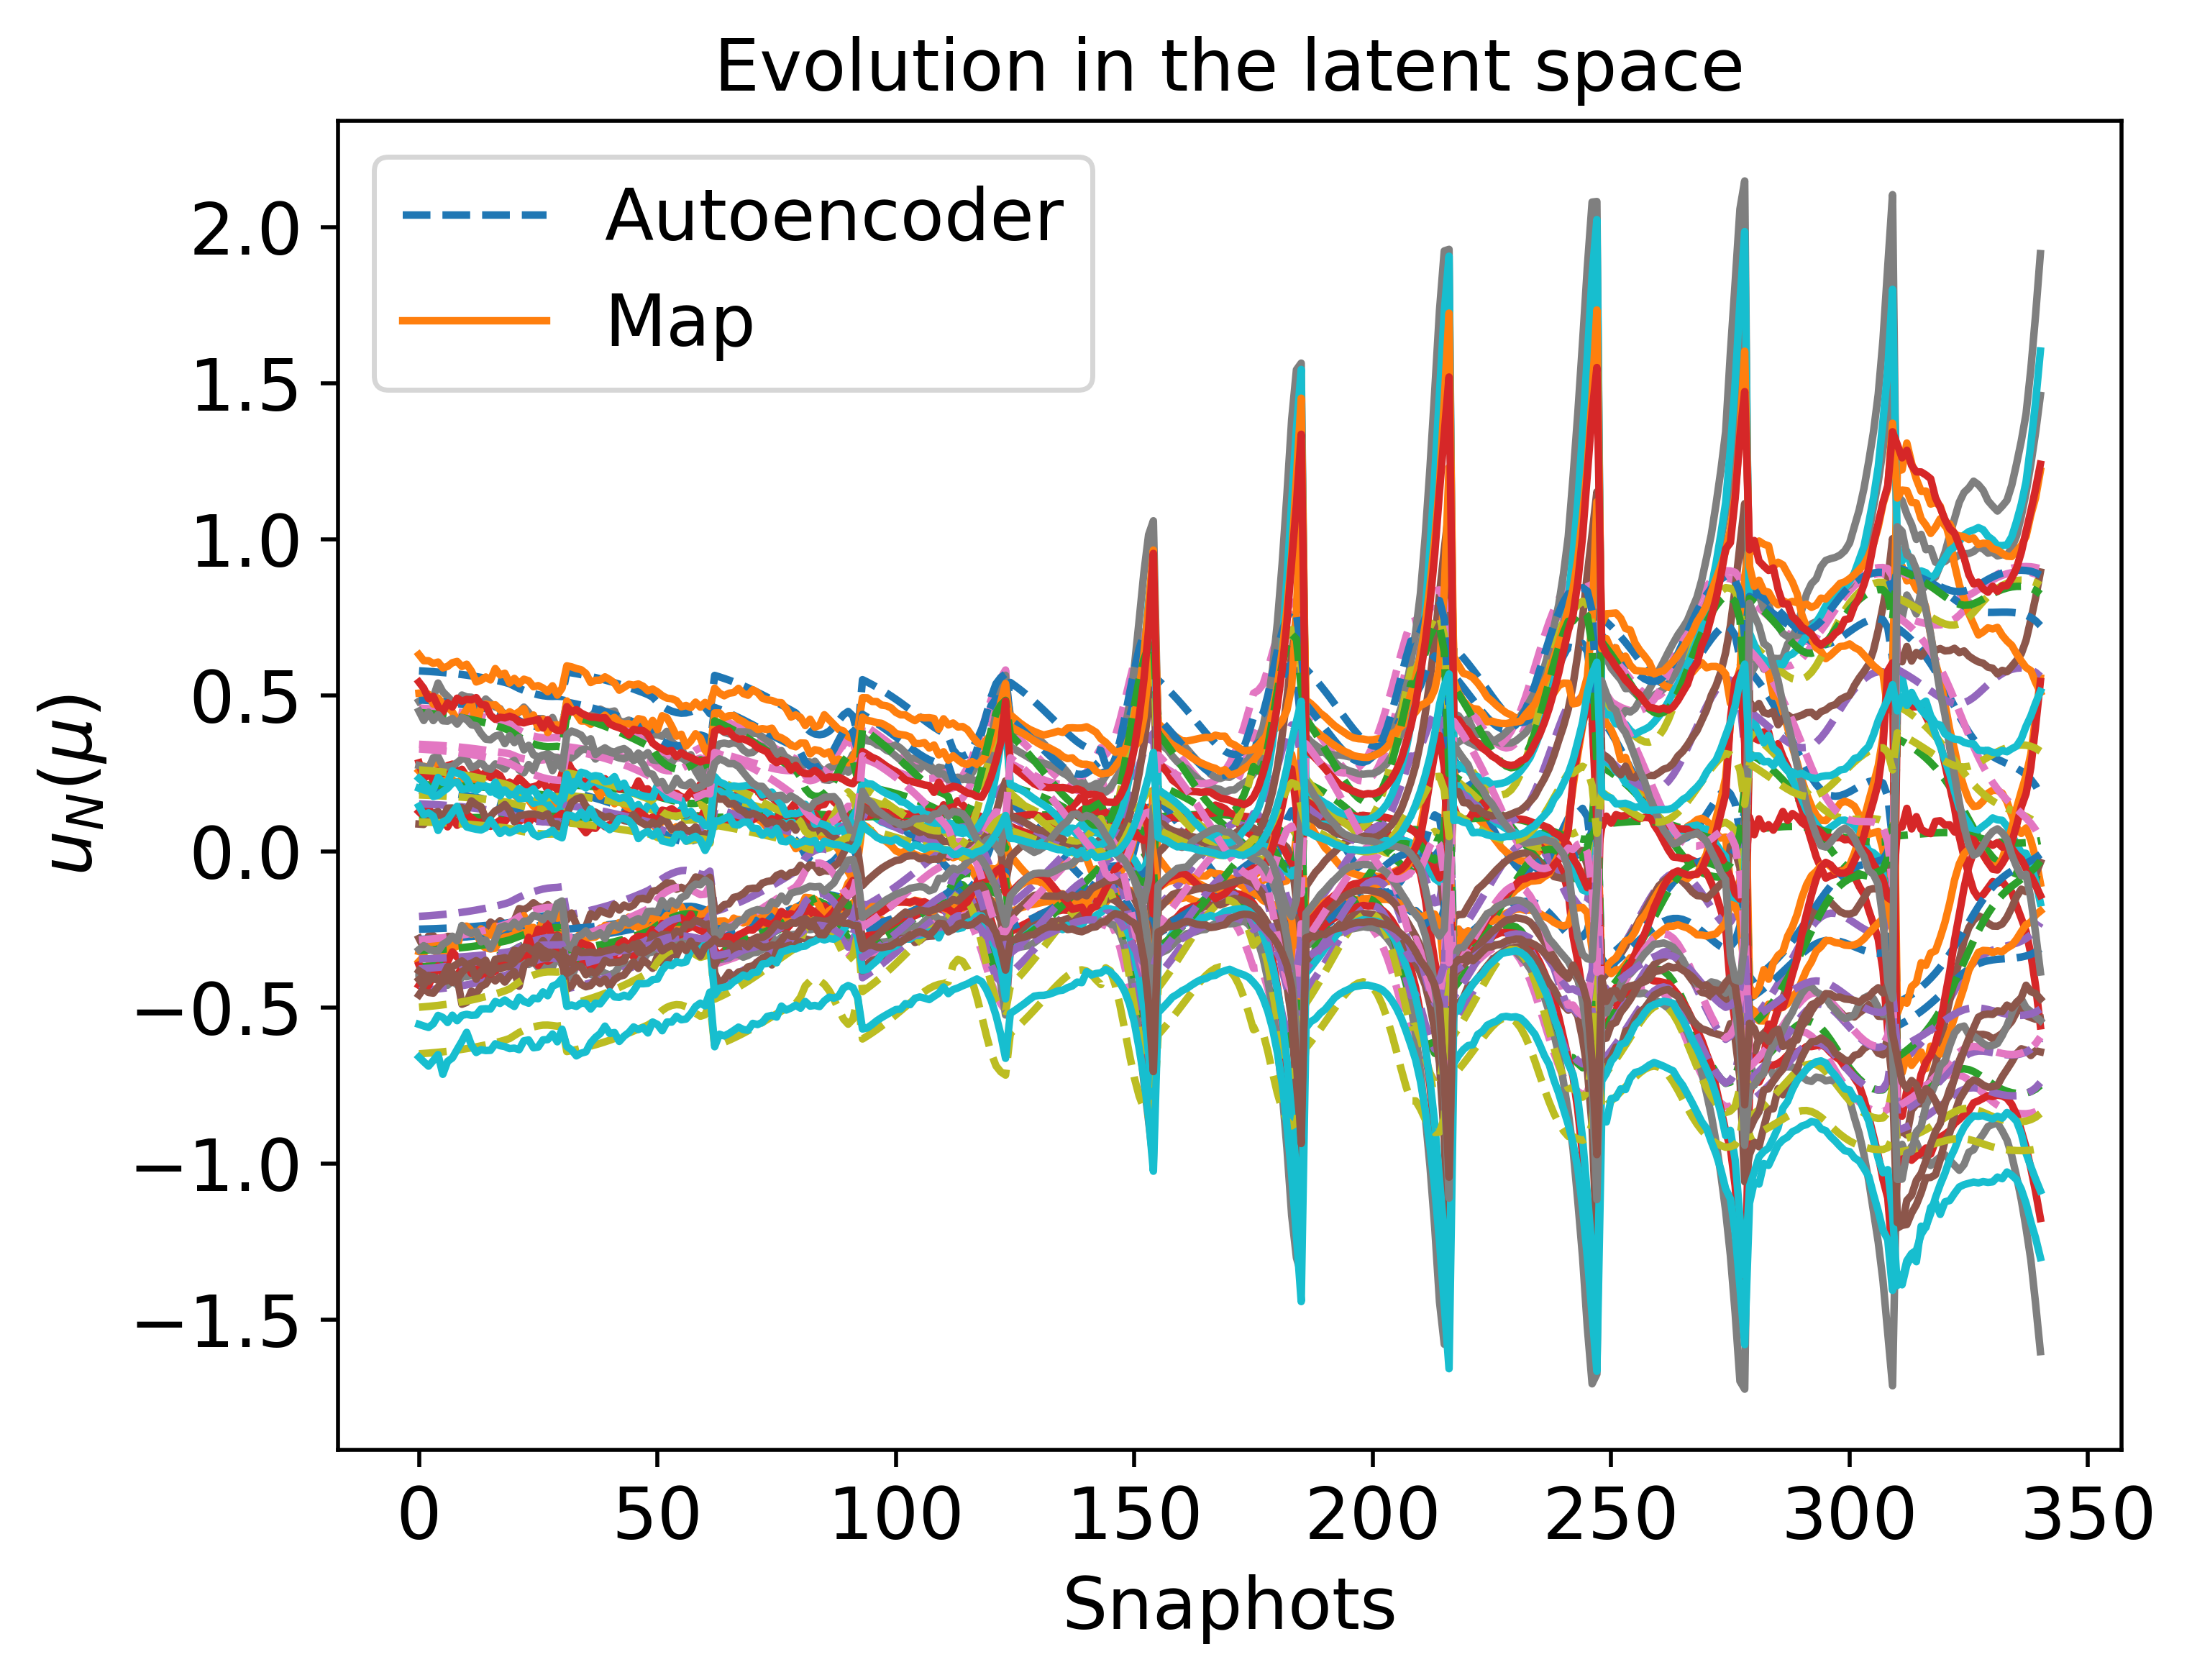 Evolution in the latent space
Autoencoder
Map
2.0
1.5
1.0
0.5
0.0
−0.5
−1.0
−1.5
u_N(μ)
0 50 100 150 200 250 300 350
Snaphots